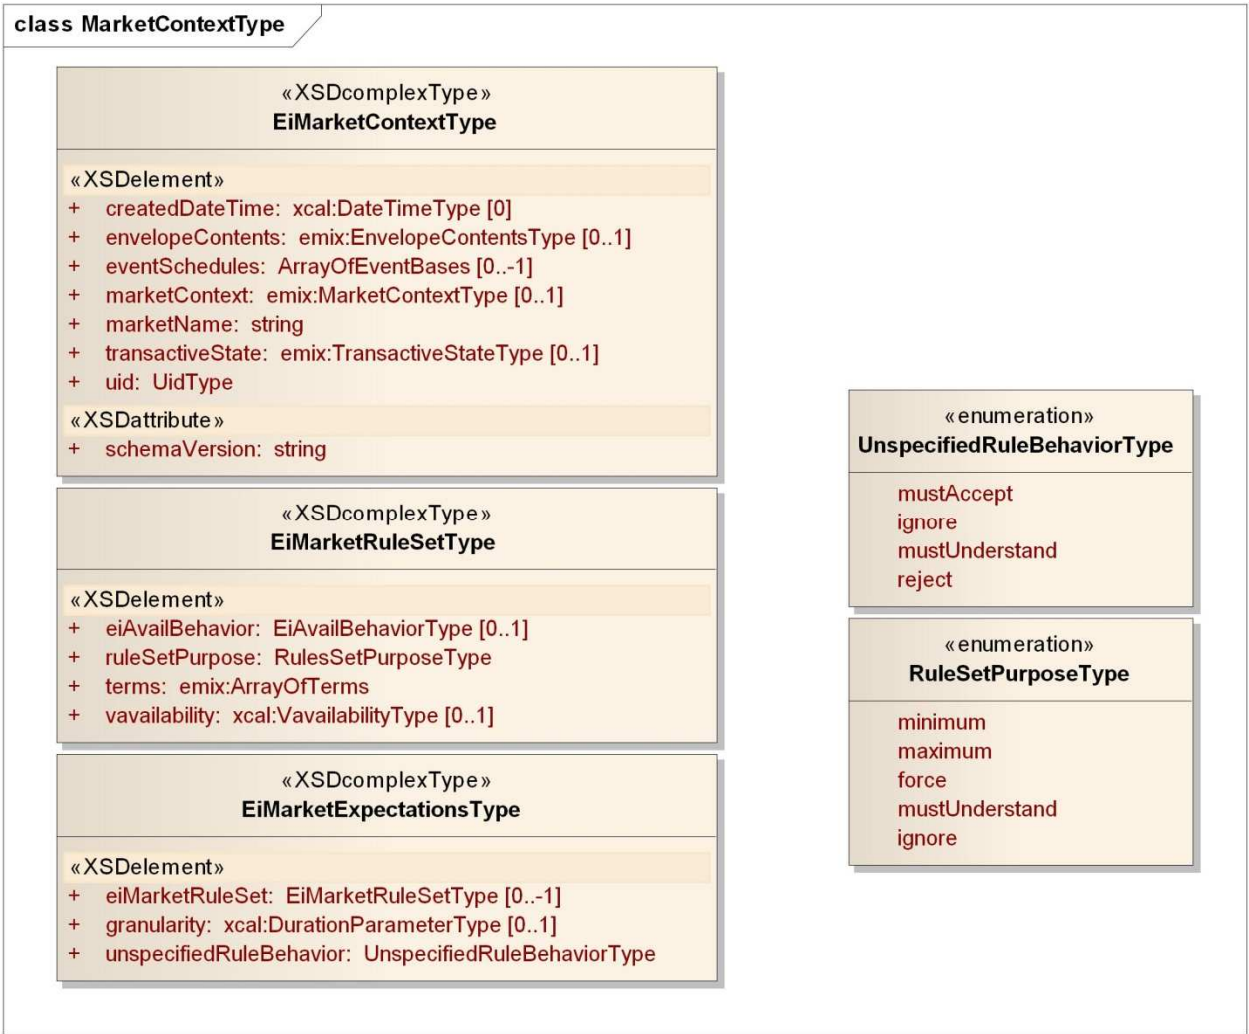 class MarketContextType
«XSDcomplexType»
EiMarketContextType
«XSDelement»
+ createdDateTime: xcal:DateTimeType [0]
+ envelopeContents: emix:EnvelopeContentsType [0..1]
+ eventSchedules: ArrayOfEventBases [0..-1]
+ marketContext: emix:MarketContextType [0..1]
+ marketName: string
+ transactiveState: emix:TransactiveStateType [0..1]
+ uid: UidType
«XSDattribute»
+ schemaVersion: string
«XSDcomplexType»
EiMarketRuleSetType
«XSDelement»
+ eiAvailBehavior: EiAvailBehaviorType [0..1]
+ ruleSetPurpose: RulesSetPurposeType
+ terms: emix:ArrayOfTerms
+ vavailability: xcal:VavailabilityType [0..1]
«XSDcomplexType»
EiMarketExpectationsType
«XSDelement»
+ eiMarketRuleSet: EiMarketRuleSetType [0..-1]
+ granularity: xcal:DurationParameterType [0..1]
+ unspecifiedRuleBehavior: UnspecifiedRuleBehaviorType
«enumeration»
UnspecifiedRuleBehaviorType
mustAccept
ignore
mustUnderstand
reject
«enumeration»
RuleSetPurposeType
minimum
maximum
force
mustUnderstand
ignore